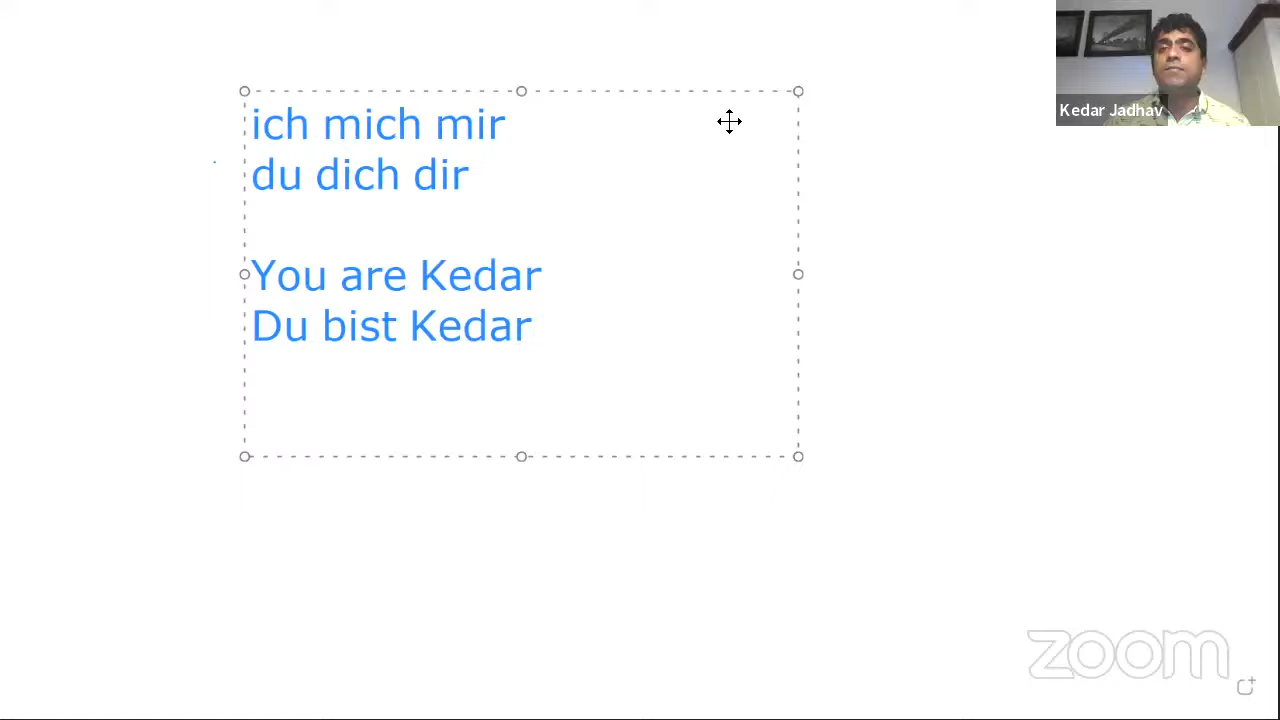 ich mich mir
du dich dir
You are Kedar
Du bist Kedar
Kedar Jadhav
zoom